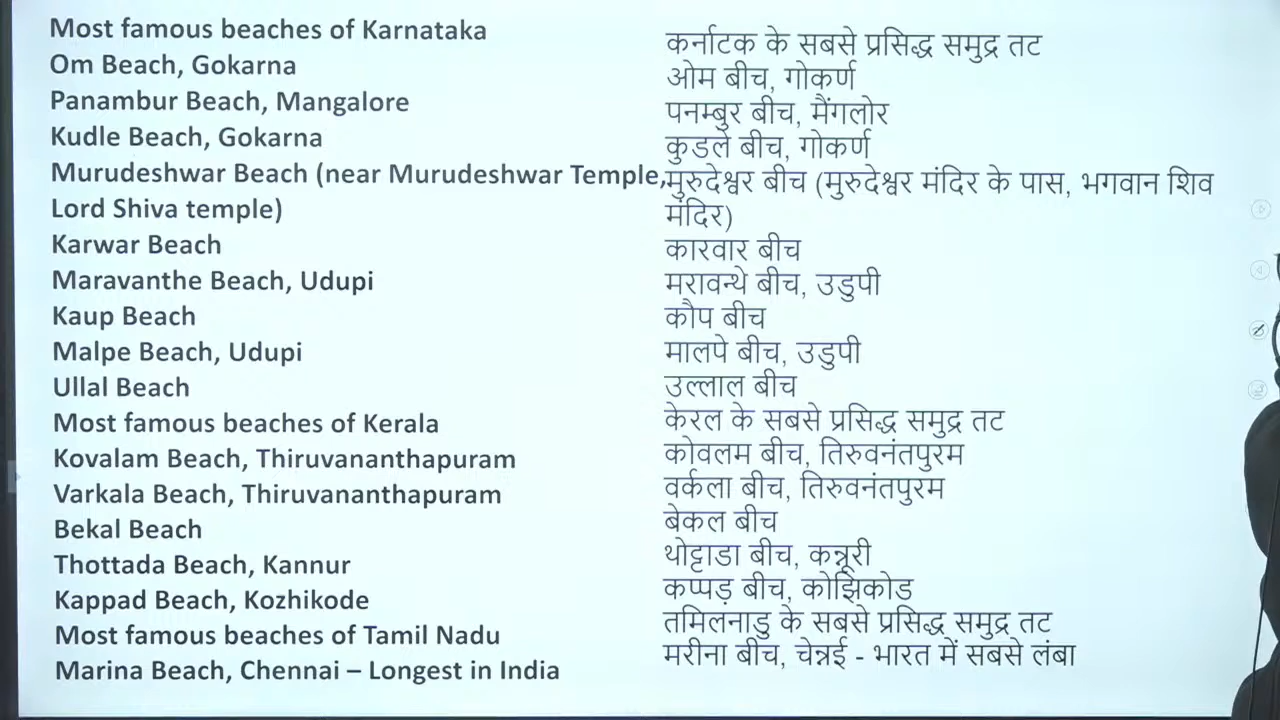 Most famous beaches of Karnataka
Om Beach, Gokarna
Panambur Beach, Mangalore
Kudle Beach, Gokarna
Murudeshwar Beach (near Murudeshwar Temple,
Lord Shiva temple)
Karwar Beach
Maravanthe Beach, Udupi
Kaup Beach
Malpe Beach, Udupi
Ullal Beach
Most famous beaches of Kerala
Kovalam Beach, Thiruvananthapuram
Varkala Beach, Thiruvananthapuram
Bekal Beach
Thottada Beach, Kannur
Kappad Beach, Kozhikode
Most famous beaches of Tamil Nadu
Marina Beach, Chennai – Longest in India
कर्नाटक के सबसे प्रसिद्ध समुद्र तट
ओम बीच, गोकर्ण
पनम्बुर बीच, मैंगलोर
कुडले बीच, गोकर्ण
मुरुदेश्वर बीच (मुरुदेश्वर मंदिर के पास, भगवान शिव
मंदिर)
कारवार बीच
मरावन्थे बीच, उडुपी
कौप बीच
मालपे बीच, उडुपी
उल्लाल बीच
केरल के सबसे प्रसिद्ध समुद्र तट
कोवलम बीच, तिरुवनंतपुरम
वर्कला बीच, तिरुवनंतपुरम
बेकल बीच
थोट्टाडा बीच, कन्नूरी
कप्पड़ बीच, कोझिकोड
तमिलनाडु के सबसे प्रसिद्ध समुद्र तट
मरीना बीच, चेन्नई - भारत में सबसे लंबा